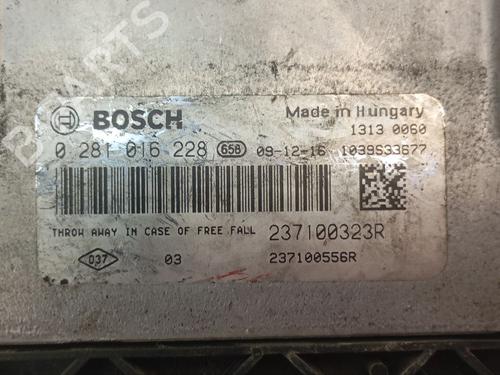 BOSCH
Made in Hungary
1313 0060
0 281 016 228 658 09-12-16 1039S33677
THROW AWAY IN CASE OF FREE FALL 237100323R
037 03 237100556R
PARTS